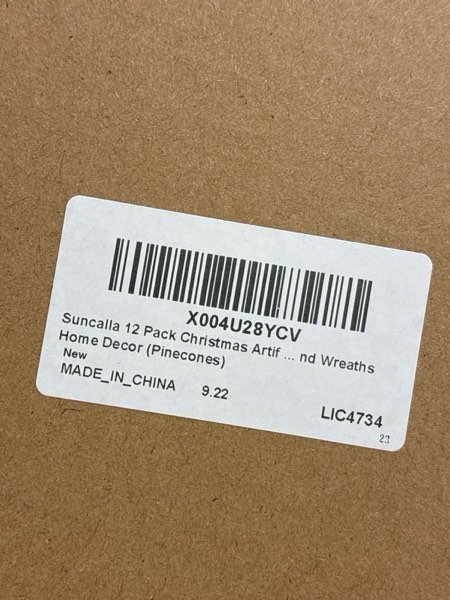 X004U28YCV
Suncalla 12 Pack Christmas Artif ... nd Wreaths
Home Decor (Pinecones)
New
MADE_IN_CHINA 9.22
LIC4734
23